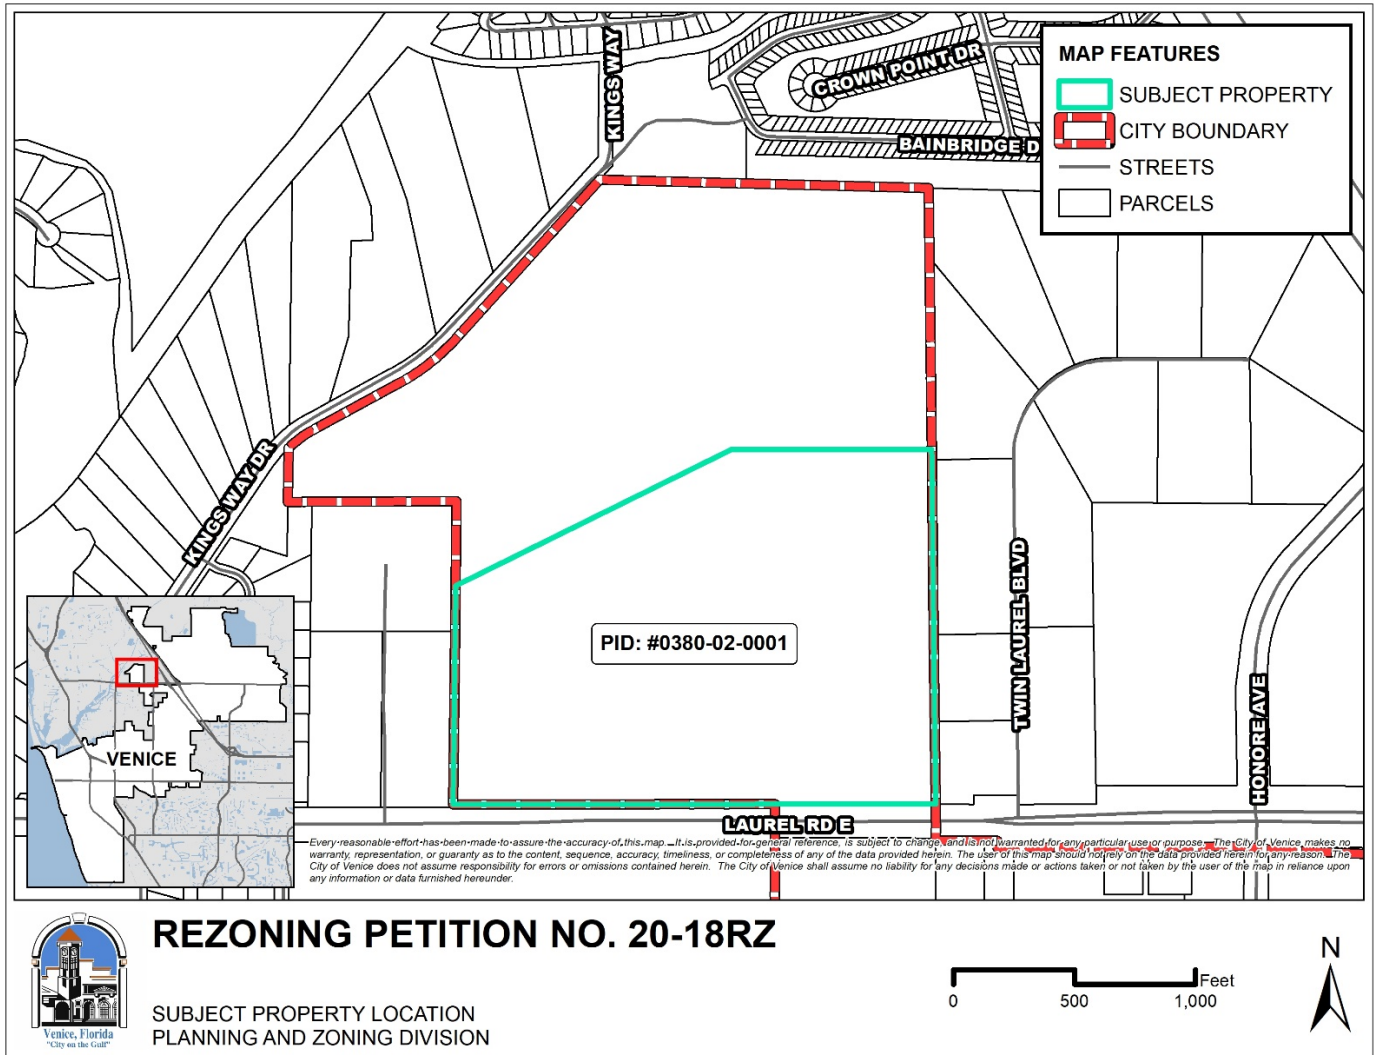 KINGS WAY
CROWN POINT DR
BAINBRIDGE D
MAP FEATURES
SUBJECT PROPERTY
CITY BOUNDARY
STREETS
PARCELS
KINGS WAY DR
TWIN LAUREL BLVD
HONORE AVE
PID: #0380-02-0001
VENICE
LAUREL RD E
Every reasonable effort has been made to assure the accuracy of this map. It is provided for general reference, is subject to change, and is not warranted for any particular use or purpose. The City of Venice makes no
warranty, representation, or guaranty as to the content, sequence, accuracy, timeliness, or completeness of any of the data provided herein. The user of this map should not rely on the data provided herein for any reason. The
City of Venice does not assume responsibility for errors or omissions contained herein. The City of Venice shall assume no liability for any decisions made or actions taken or not taken by the user of the map in reliance upon
any information or data furnished hereunder.
REZONING PETITION NO. 20-18RZ
SUBJECT PROPERTY LOCATION
PLANNING AND ZONING DIVISION
Venice, Florida
"City on the Gulf"
Feet
0 500 1,000
N